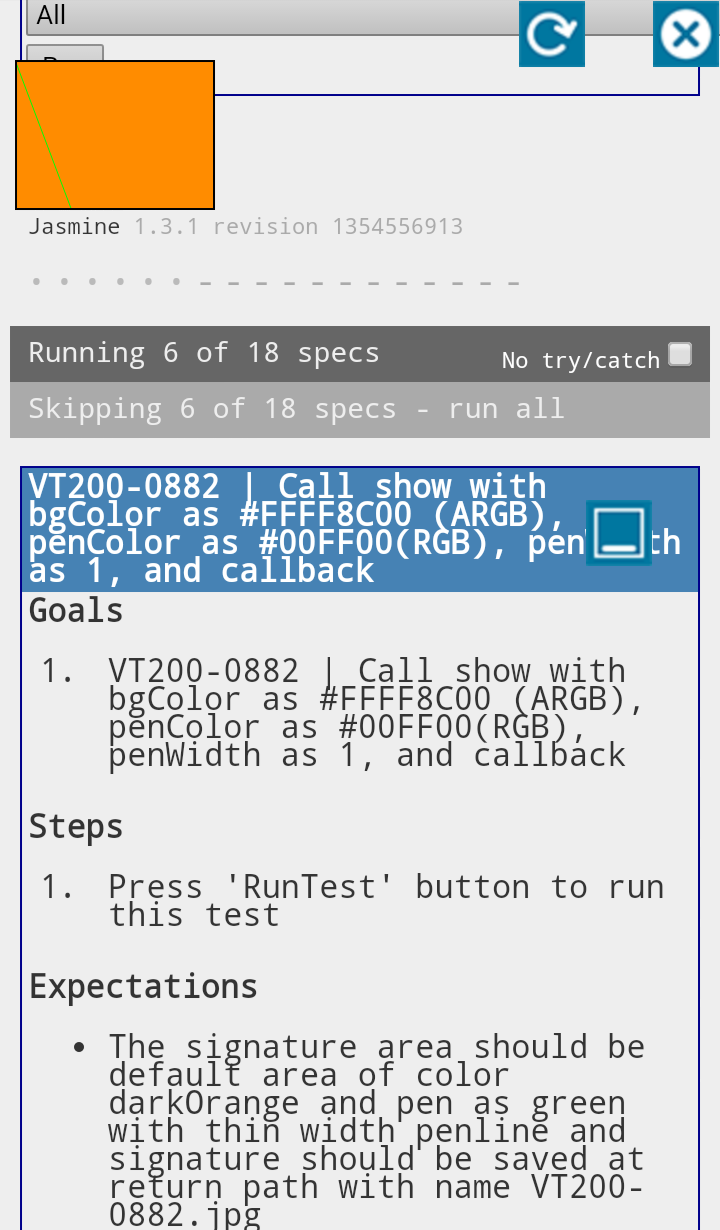 All
Jasmine 1.3.1 revision 1354556913
Running 6 of 18 specs
No try/catch
Skipping 6 of 18 specs - run all
VT200-0882 | Call show with
bgColor as #FFFF8C00 (ARGB),
penColor as #00FF00(RGB),
as 1, and callback
Goals
1. VT200-0882 | Call show with
bgColor as #FFFF8C00 (ARGB),
penColor as #00FF00(RGB),
penWidth as 1, and callback
Steps
1. Press 'RunTest' button to run
this test
Expectations
• The signature area should be
default area of color
darkOrange and pen as green
with thin width penline and
signature should be saved at
return path with name VT200-
0882.jpg